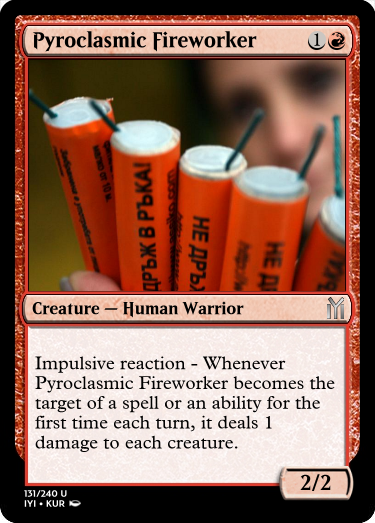 Pyroclasmic Fireworker 1
ДРЪЖ В РЪКА!
НЕ ДРЪ
НЕ Д
Creature — Human Warrior
Impulsive reaction - Whenever
Pyroclasmic Fireworker becomes the
target of a spell or an ability for the
first time each turn, it deals 1
damage to each creature.
2/2
131/240 U
IYI • KUR